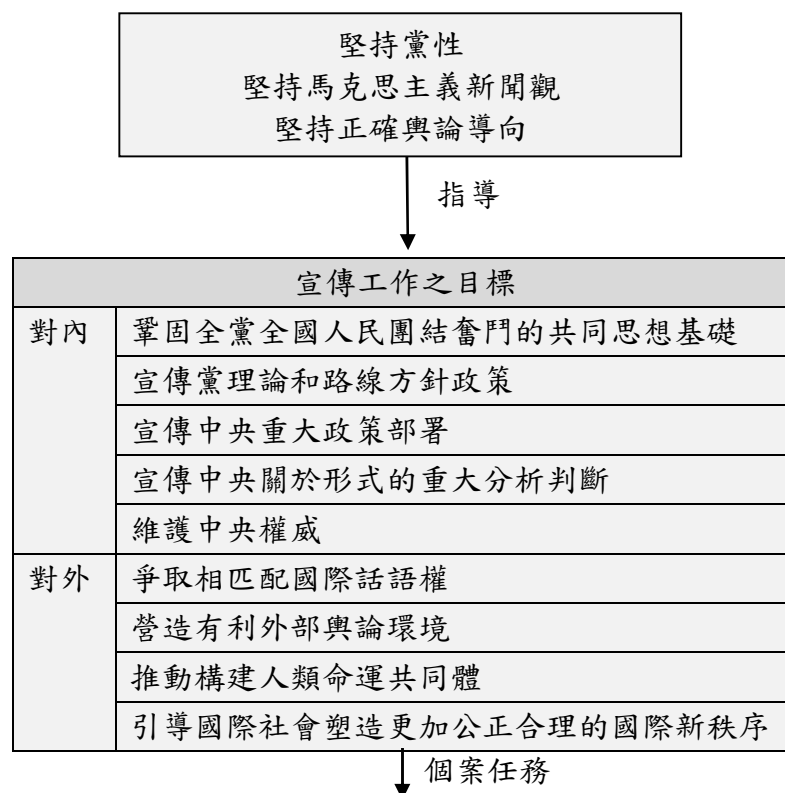 堅持黨性
堅持馬克思主義新聞觀
堅持正確輿論導向
指導
宣傳工作之目標
對內
鞏固全黨全國人民團結奮鬥的共同思想基礎
宣傳黨理論和路線方針政策
宣傳中央重大政策部署
宣傳中央關於形式的重大分析判斷
維護中央權威
對外
爭取相匹配國際話語權
營造有利外部輿論環境
推動構建人類命運共同體
引導國際社會塑造更加公正合理的國際新秩序
個案任務